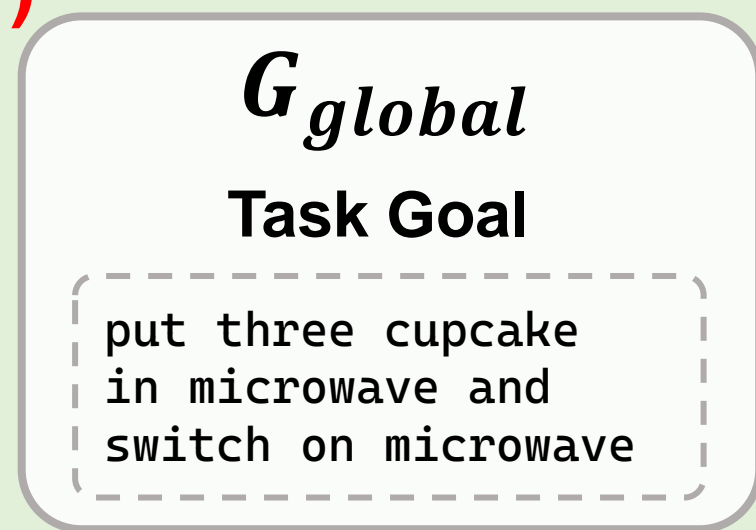 G_global
Task Goal
put three cupcake
in microwave and
switch on microwave